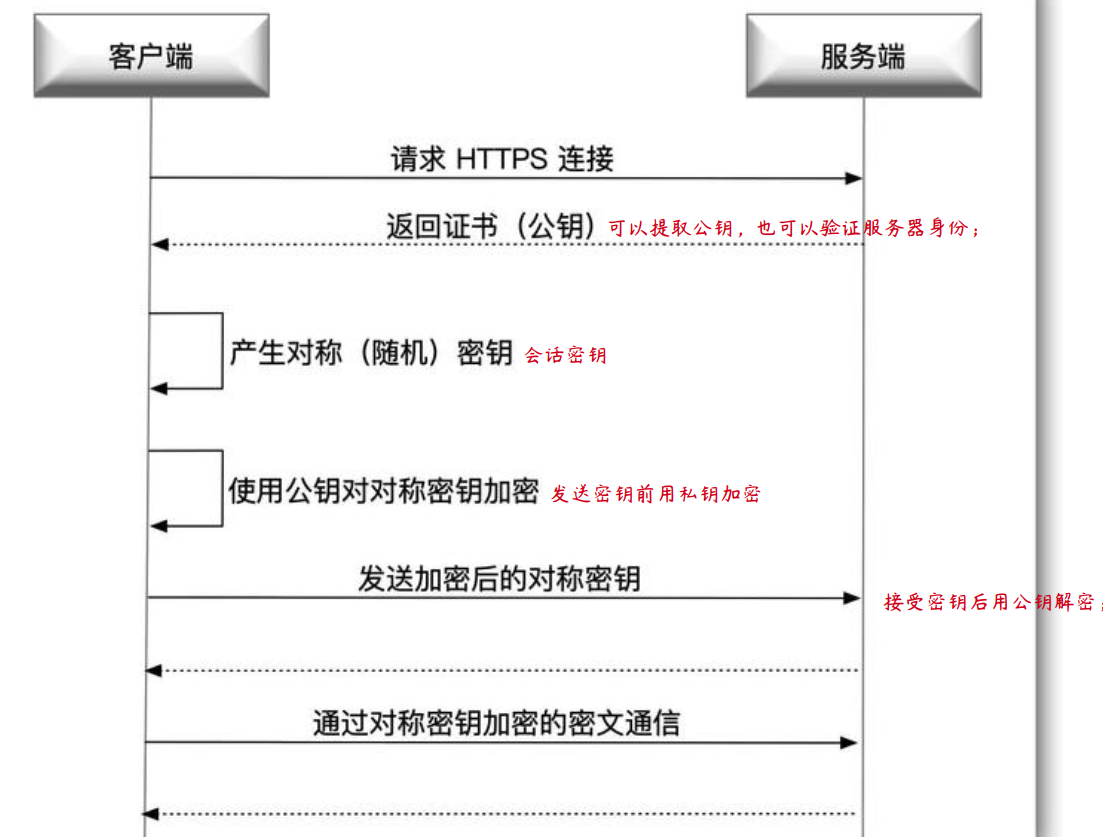 客户端
服务端
请求 HTTPS 连接
返回证书（公钥）可以提取公钥，也可以验证服务器身份；
产生对称（随机）密钥 会话密钥
使用公钥对对称密钥加密 发送密钥前用私钥加密
发送加密后的对称密钥
接受密钥后用公钥解密；
通过对称密钥加密的密文通信